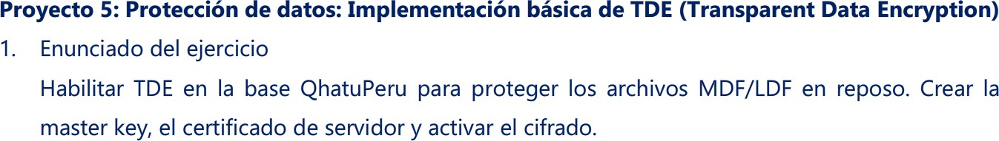 Proyecto 5: Protección de datos: Implementación básica de TDE (Transparent Data Encryption)
1. Enunciado del ejercicio
Habilitar TDE en la base QhatuPeru para proteger los archivos MDF/LDF en reposo. Crear la
master key, el certificado de servidor y activar el cifrado.